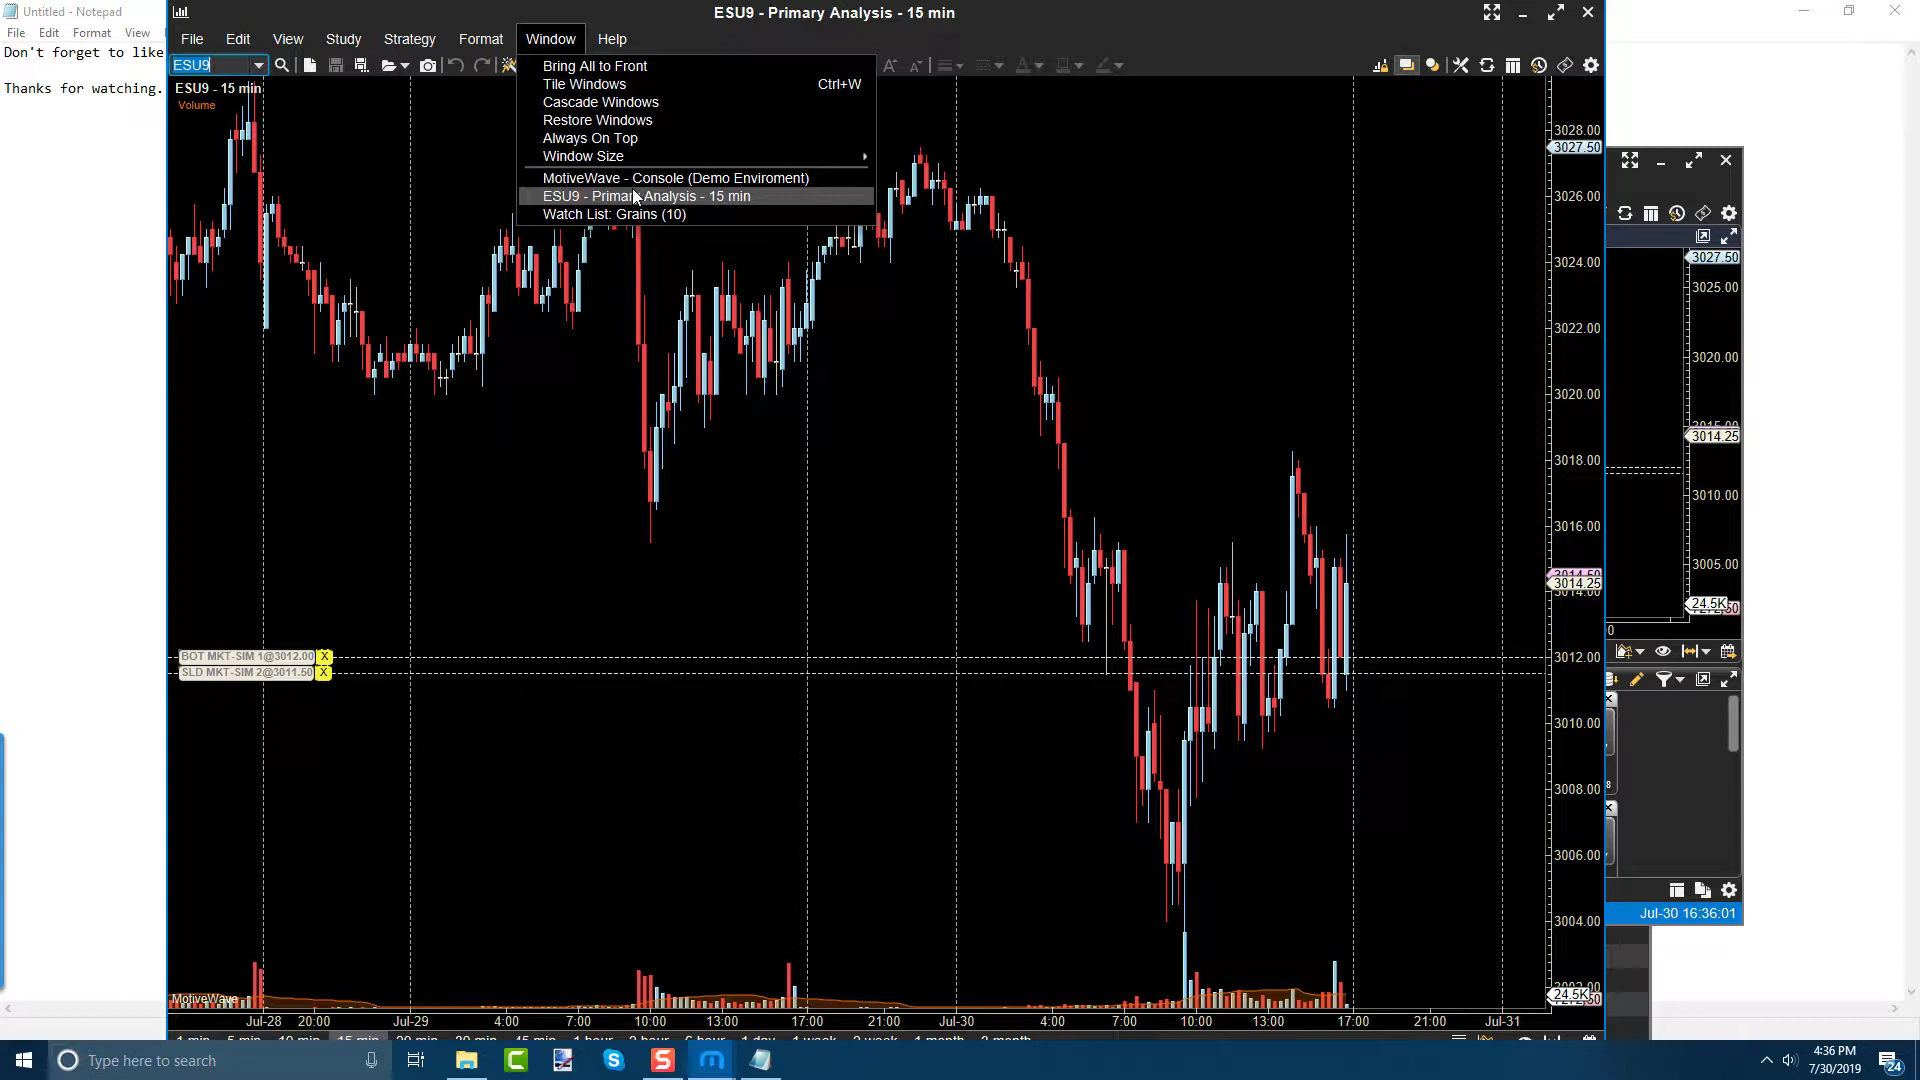 Untitled - Notepad
File Edit Format View
Don't forget to like
Thanks for watching.
ESU9 - Primary Analysis - 15 min
File Edit View Study Strategy Format Window Help
ESU9
Bring All to Front
Tile Windows Ctrl+W
Cascade Windows
Restore Windows
Always On Top
Window Size
MotiveWave - Console (Demo Enviroment)
ESU9 - Primary Analysis - 15 min
Watch List: Grains (10)
ESU9 - 15 min
Volume
3028.00
3027.50
3026.00
3024.00
3022.00
3020.00
3018.00
3016.00
3014.50
3014.25
3014.00
3012.00
3010.00
3008.00
3006.00
3004.00
24.5K
BOT MKT-SIM 1@3012.00 X
SLD MKT-SIM 2@3011.50 X
MotiveWave
Jul-28 20:00 Jul-29 4:00 7:00 10:00 13:00 17:00 21:00 Jul-30 4:00 7:00 10:00 13:00 17:00 21:00 Jul-31
3027.50
3025.00
3020.00
3014.25
3010.00
3005.00
24.5K
Jul-30 16:36:01
Type here to search
4:36 PM
7/30/2019
24